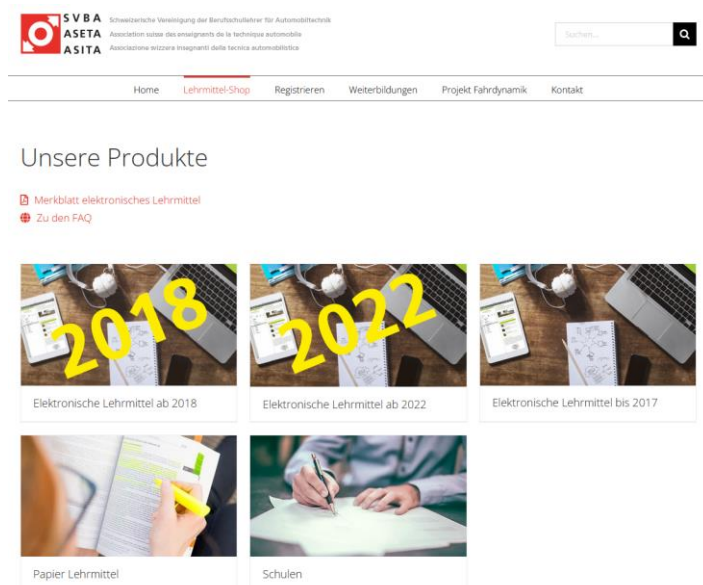 SVBA Schweizerische Vereinigung der Berufsschullehrer für Automobiltechnik
ASETA Association suisse des enseignants de la technique automobile
ASITA Associazione svizzera insegnanti della tecnica automobilistica
Suchen...
Home Lehrmittel-Shop Registrieren Weiterbildungen Projekt Fahrdynamik Kontakt
Unsere Produkte
Merkblatt elektronisches Lehrmittel
Zu den FAQ
2018
2022
Elektronische Lehrmittel ab 2018
Elektronische Lehrmittel ab 2022
Elektronische Lehrmittel bis 2017
Papier Lehrmittel
Schulen